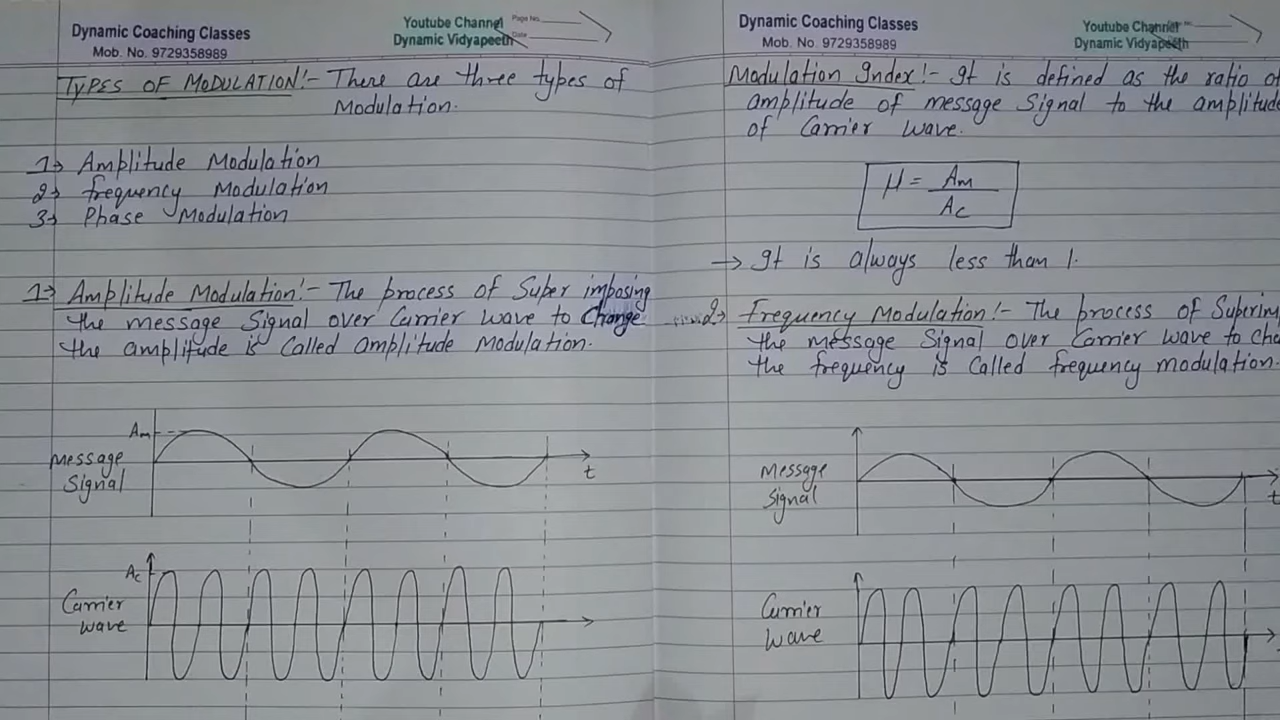 Dynamic Coaching Classes
Mob. No. 9729358989
Youtube Channel
Dynamic Vidyapeeth
Page No.
Date
TYPES OF MODULATION:- There are three types of
Modulation.
1→ Amplitude Modulation
2→ frequency Modulation
3→ Phase Modulation
1→ Amplitude Modulation:- The process of Super imposing
the message Signal over Carrier wave to Change
the amplitude is Called Amplitude Modulation.
Am
Message
Signal
t
Ac
Carrier
wave
Dynamic Coaching Classes
Mob. No. 9729358989
Youtube Channel
Dynamic Vidyapeeth
Modulation Index:- It is defined as the ratio of
amplitude of message Signal to the amplitude
of Carrier wave.
μ = Am
Ac
→ It is always less than 1.
2→ Frequency Modulation:- The process of Superim
the message Signal over Carrier wave to cha
the frequency is Called frequency modulation.
Message
Signal
t
Carrier
wave